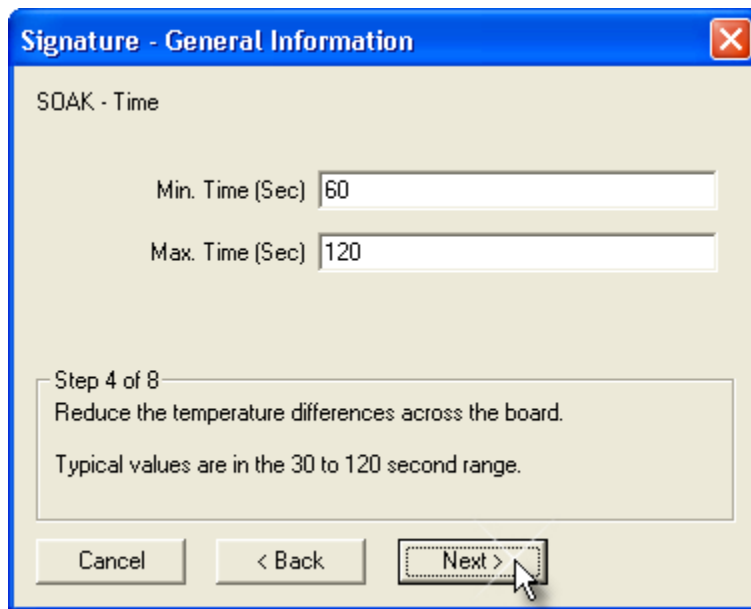 Signature - General Information
SOAK - Time
Min. Time (Sec) 60
Max. Time (Sec) 120
Step 4 of 8
Reduce the temperature differences across the board.
Typical values are in the 30 to 120 second range.
Cancel < Back Next >